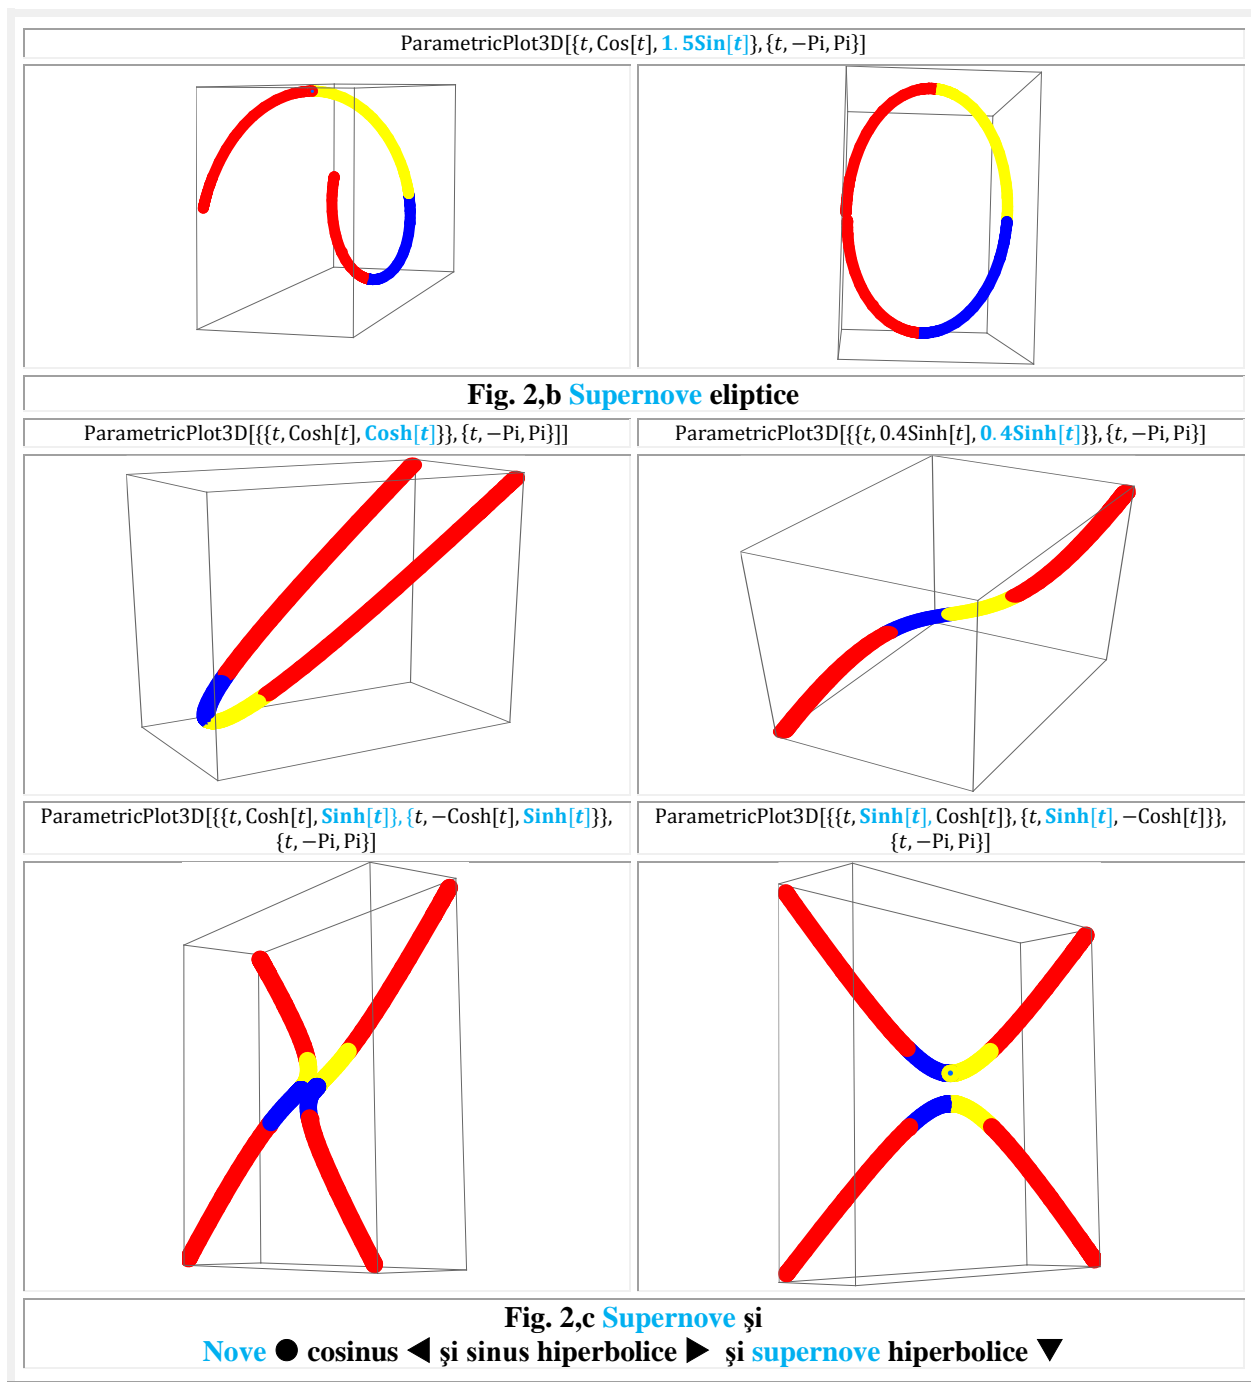 ParametricPlot3D[{t, Cos[t], 1.5Sin[t]}, {t, −Pi, Pi}]
Fig. 2,b Supernove eliptice
ParametricPlot3D[{{t, Cosh[t], Cosh[t]}}, {t, −Pi, Pi}]]
ParametricPlot3D[{{t, 0.4Sinh[t], 0.4Sinh[t]}}, {t, −Pi, Pi}]
ParametricPlot3D[{{t, Cosh[t], Sinh[t]}, {t, −Cosh[t], Sinh[t]}},
{t, −Pi, Pi}]
ParametricPlot3D[{{t, Sinh[t], Cosh[t]}, {t, Sinh[t], −Cosh[t]}},
{t, −Pi, Pi}]
Fig. 2,c Supernove şi
Nove ● cosinus ◄ şi sinus hiperbolice ► şi supernove hiperbolice ▼